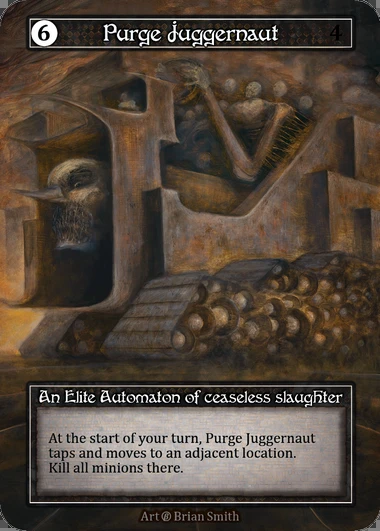 6 Purge Juggernaut 4
An Elite Automaton of ceaseless slaughter
At the start of your turn, Purge Juggernaut
taps and moves to an adjacent location.
Kill all minions there.
Art @ Brian Smith